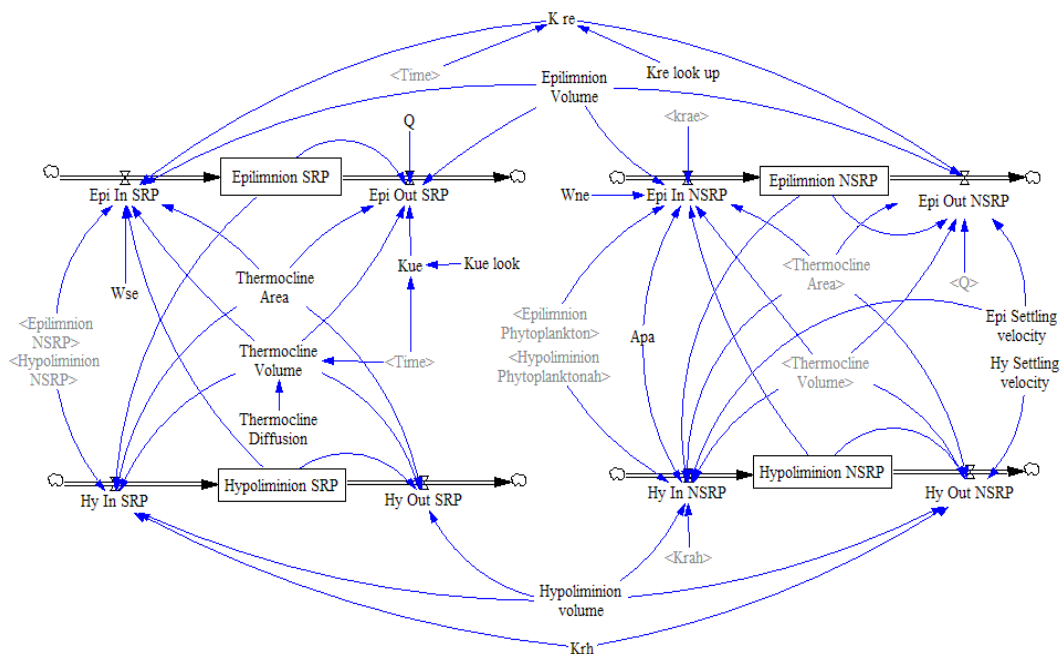 K re
<Time>
Kre look up
Epilimnion
Volume
Q
<krae>
Epilimnion SRP
Epilimnion NSRP
Epi In SRP
Epi Out SRP
Wne
Epi In NSRP
Epi Out NSRP
Thermocline
Area
Kue
Kue look
<Thermocline
Area>
<Q>
Wse
<Epilimnion
NSRP>
<Hypoliminion
NSRP>
<Epilimnion
Phytoplankton>
<Hypoliminion
Phytoplanktonah>
Apa
Epi Settling
velocity
Thermocline
Volume
<Time>
<Thermocline
Volume>
Hy Settling
velocity
Thermocline
Diffusion
Hypoliminion SRP
Hypoliminion NSRP
Hy In SRP
Hy Out SRP
Hy In NSRP
Hy Out NSRP
<Krah>
Hypoliminion
volume
Krh